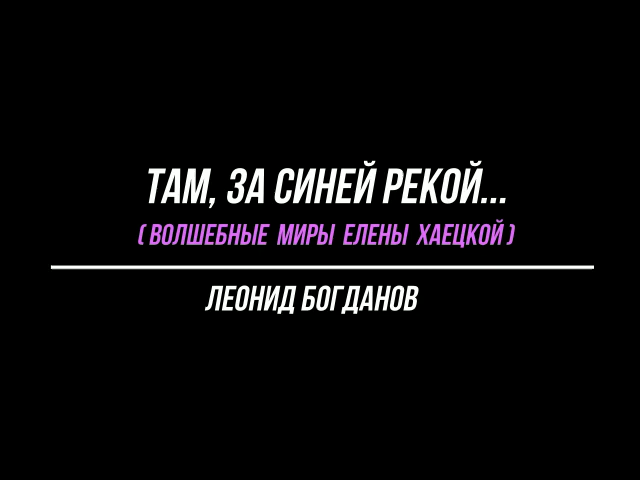 ТАМ, ЗА СИНЕЙ РЕКОЙ...
( ВОЛШЕБНЫЕ МИРЫ ЕЛЕНЫ ХАЕЦКОЙ )
ЛЕОНИД БОГДАНОВ